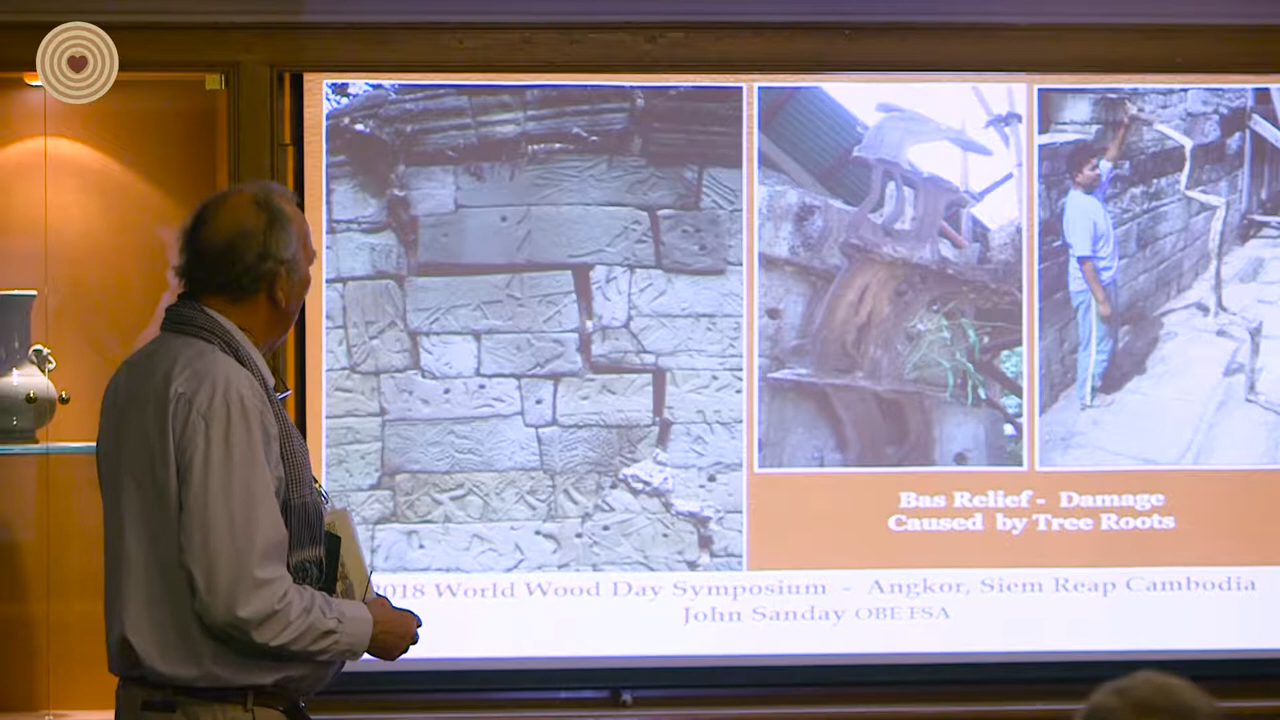 Bas Relief - Damage
Caused by Tree Roots
2018 World Wood Day Symposium - Angkor, Siem Reap Cambodia
John Sanday OBE FSA